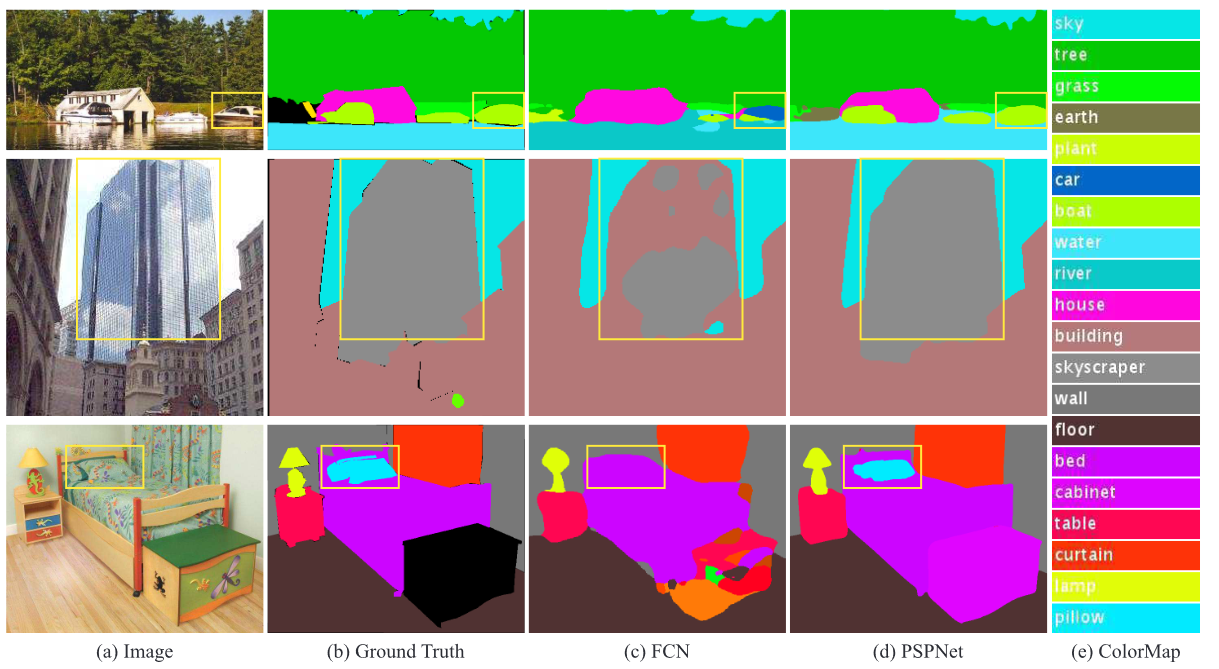 sky
tree
grass
earth
plant
car
boat
water
river
house
building
skyscraper
wall
floor
bed
cabinet
table
curtain
lamp
pillow
(a) Image
(b) Ground Truth
(c) FCN
(d) PSPNet
(e) ColorMap